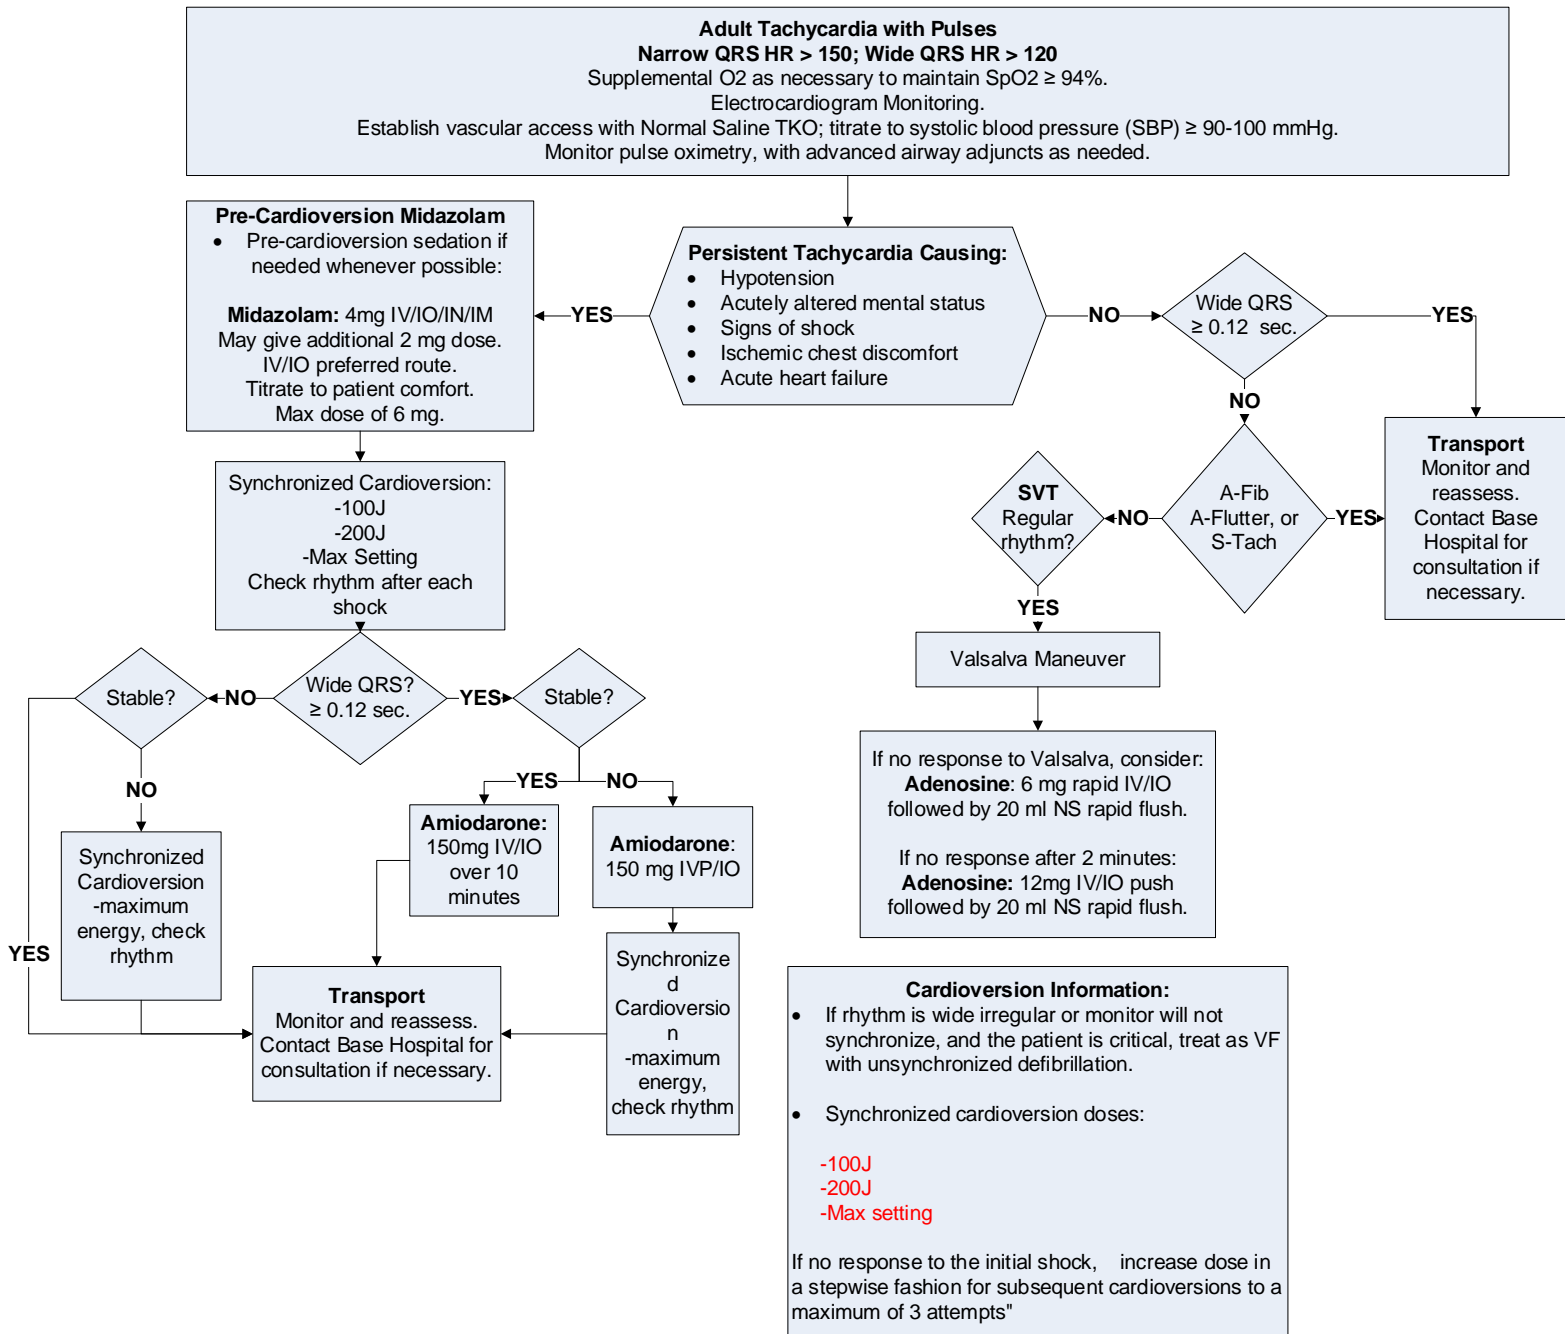 Adult Tachycardia with Pulses
Narrow QRS HR > 150; Wide QRS HR > 120
Supplemental O2 as necessary to maintain SpO2 ≥ 94%.
Electrocardiogram Monitoring.
Establish vascular access with Normal Saline TKO; titrate to systolic blood pressure (SBP) ≥ 90-100 mmHg.
Monitor pulse oximetry, with advanced airway adjuncts as needed.
Pre-Cardioversion Midazolam
• Pre-cardioversion sedation if
needed whenever possible:
Midazolam: 4mg IV/IO/IN/IM
May give additional 2 mg dose.
IV/IO preferred route.
Titrate to patient comfort.
Max dose of 6 mg.
YES
Persistent Tachycardia Causing:
• Hypotension
• Acutely altered mental status
• Signs of shock
• Ischemic chest discomfort
• Acute heart failure
NO
Wide QRS
≥ 0.12 sec.
YES
NO
Transport
Monitor and
reassess.
Contact Base
Hospital for
consultation if
necessary.
A-Fib
A-Flutter, or
S-Tach
YES
NO
SVT
Regular
rhythm?
YES
Valsalva Maneuver
If no response to Valsalva, consider:
Adenosine: 6 mg rapid IV/IO
followed by 20 ml NS rapid flush.
If no response after 2 minutes:
Adenosine: 12mg IV/IO push
followed by 20 ml NS rapid flush.
Synchronized Cardioversion:
-100J
-200J
-Max Setting
Check rhythm after each
shock
Stable?
NO
Wide QRS?
≥ 0.12 sec.
YES
Stable?
NO
YES
NO
YES
Synchronized
Cardioversion
-maximum
energy, check
rhythm
Amiodarone:
150mg IV/IO
over 10
minutes
Amiodarone:
150 mg IVP/IO
Transport
Monitor and reassess.
Contact Base Hospital for
consultation if necessary.
Synchronize
d
Cardioversio
n
-maximum
energy,
check rhythm
Cardioversion Information:
• If rhythm is wide irregular or monitor will not
synchronize, and the patient is critical, treat as VF
with unsynchronized defibrillation.
• Synchronized cardioversion doses:
-100J
-200J
-Max setting
If no response to the initial shock, increase dose in
a stepwise fashion for subsequent cardioversions to a
maximum of 3 attempts"